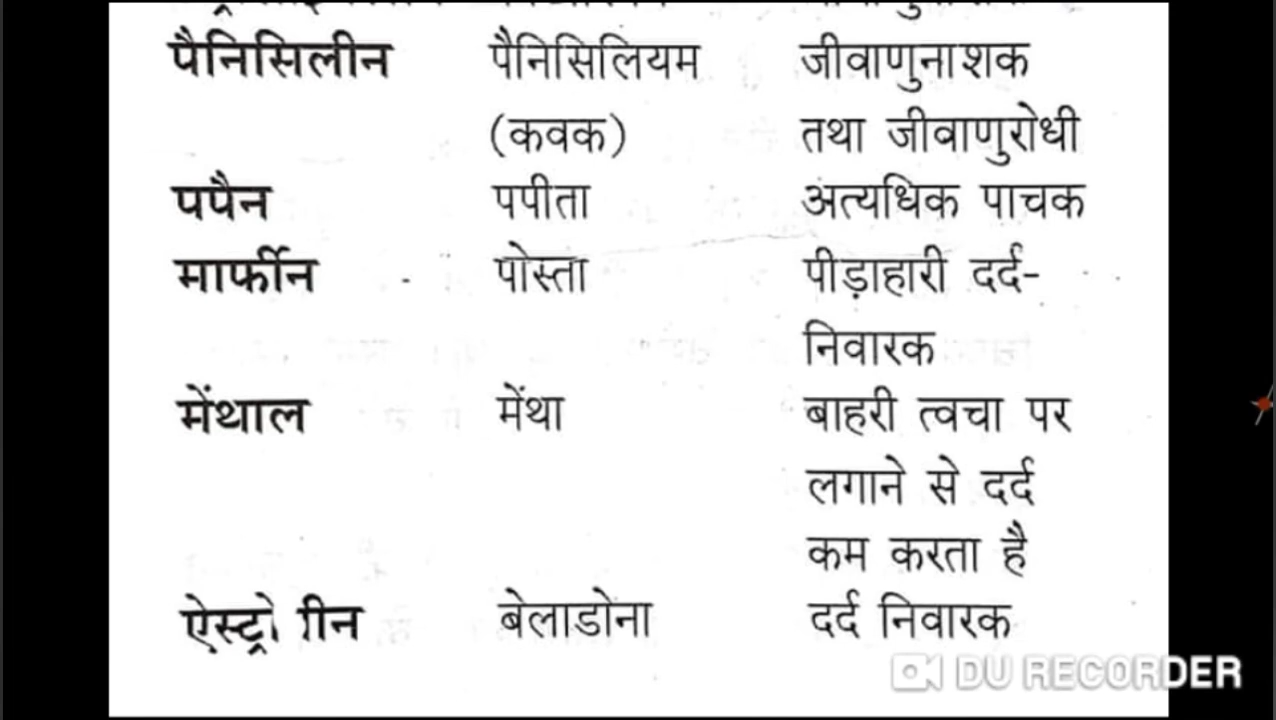 पैनिसिलीन पैनिसिलियम जीवाणुनाशक
(कवक) तथा जीवाणुरोधी
पपैन पपीता अत्यधिक पाचक
मार्फीन पोस्ता पीड़ाहारी दर्द-
निवारक
मेंथाल मेंथा बाहरी त्वचा पर
लगाने से दर्द
कम करता है
बेलाडोना दर्द निवारक
DU RECORDER